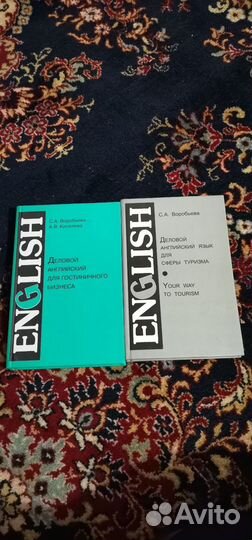 ENGLISH
С.А. Воробьева
А.В. Киселева
ДЕЛОВОЙ
АНГЛИЙСКИЙ
ДЛЯ ГОСТИНИЧНОГО
БИЗНЕСА
ENGLISH
С.А. Воробьева
ДЕЛОВОЙ
АНГЛИЙСКИЙ ЯЗЫК
ДЛЯ
СФЕРЫ ТУРИЗМА
YOUR WAY
TO TOURISM
Avito